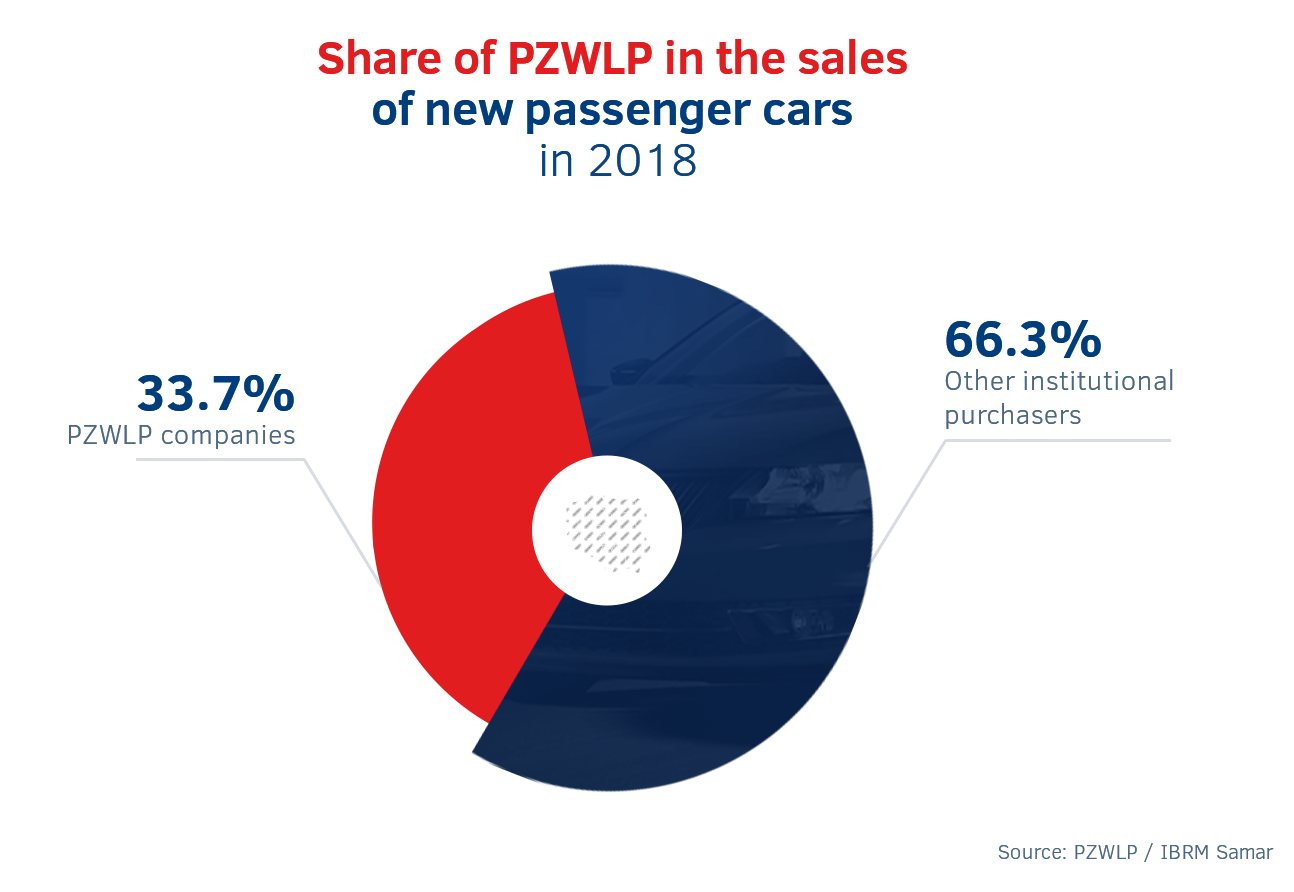 Share of PZWLP in the sales
of new passenger cars
in 2018
33.7%
PZWLP companies
66.3%
Other institutional
purchasers
Source: PZWLP / IBRM Samar